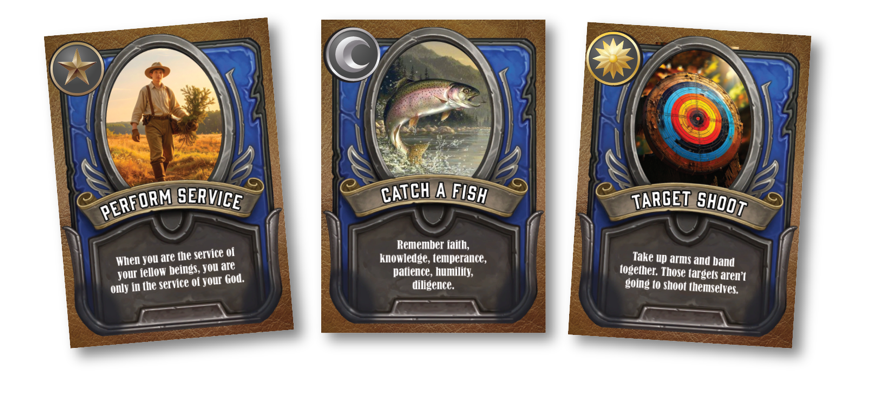 PERFORM SERVICE
When you are the service of
your fellow beings, you are
only in the service of your God.
CATCH A FISH
Remember faith,
knowledge, temperance,
patience, humility,
diligence.
TARGET SHOOT
Take up arms and band
together. Those targets aren't
going to shoot themselves.